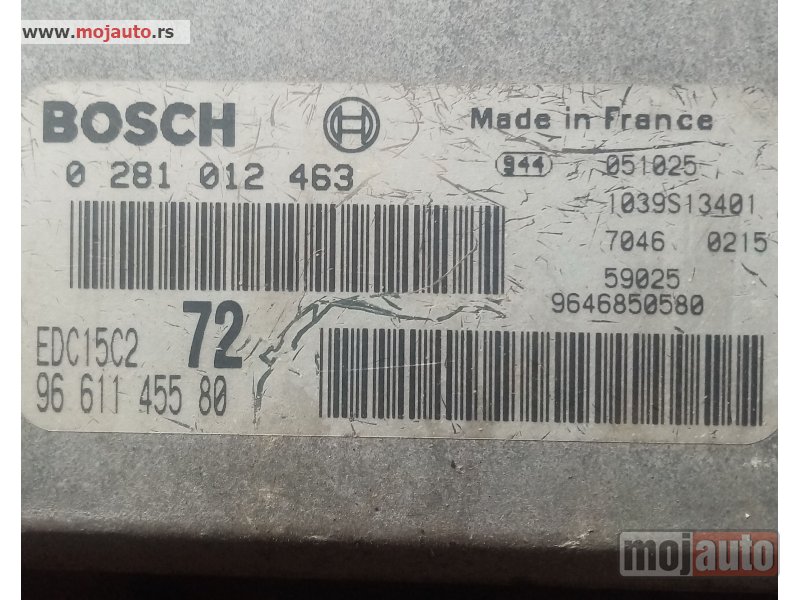 www.mojauto.rs
BOSCH
Made in France
0 281 012 463
944 051025
1039S13401
7046 0215
59025
9646850580
72
EDC15C2
96 611 455 80
mojauto